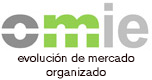 omie
evolución de mercado
organizado